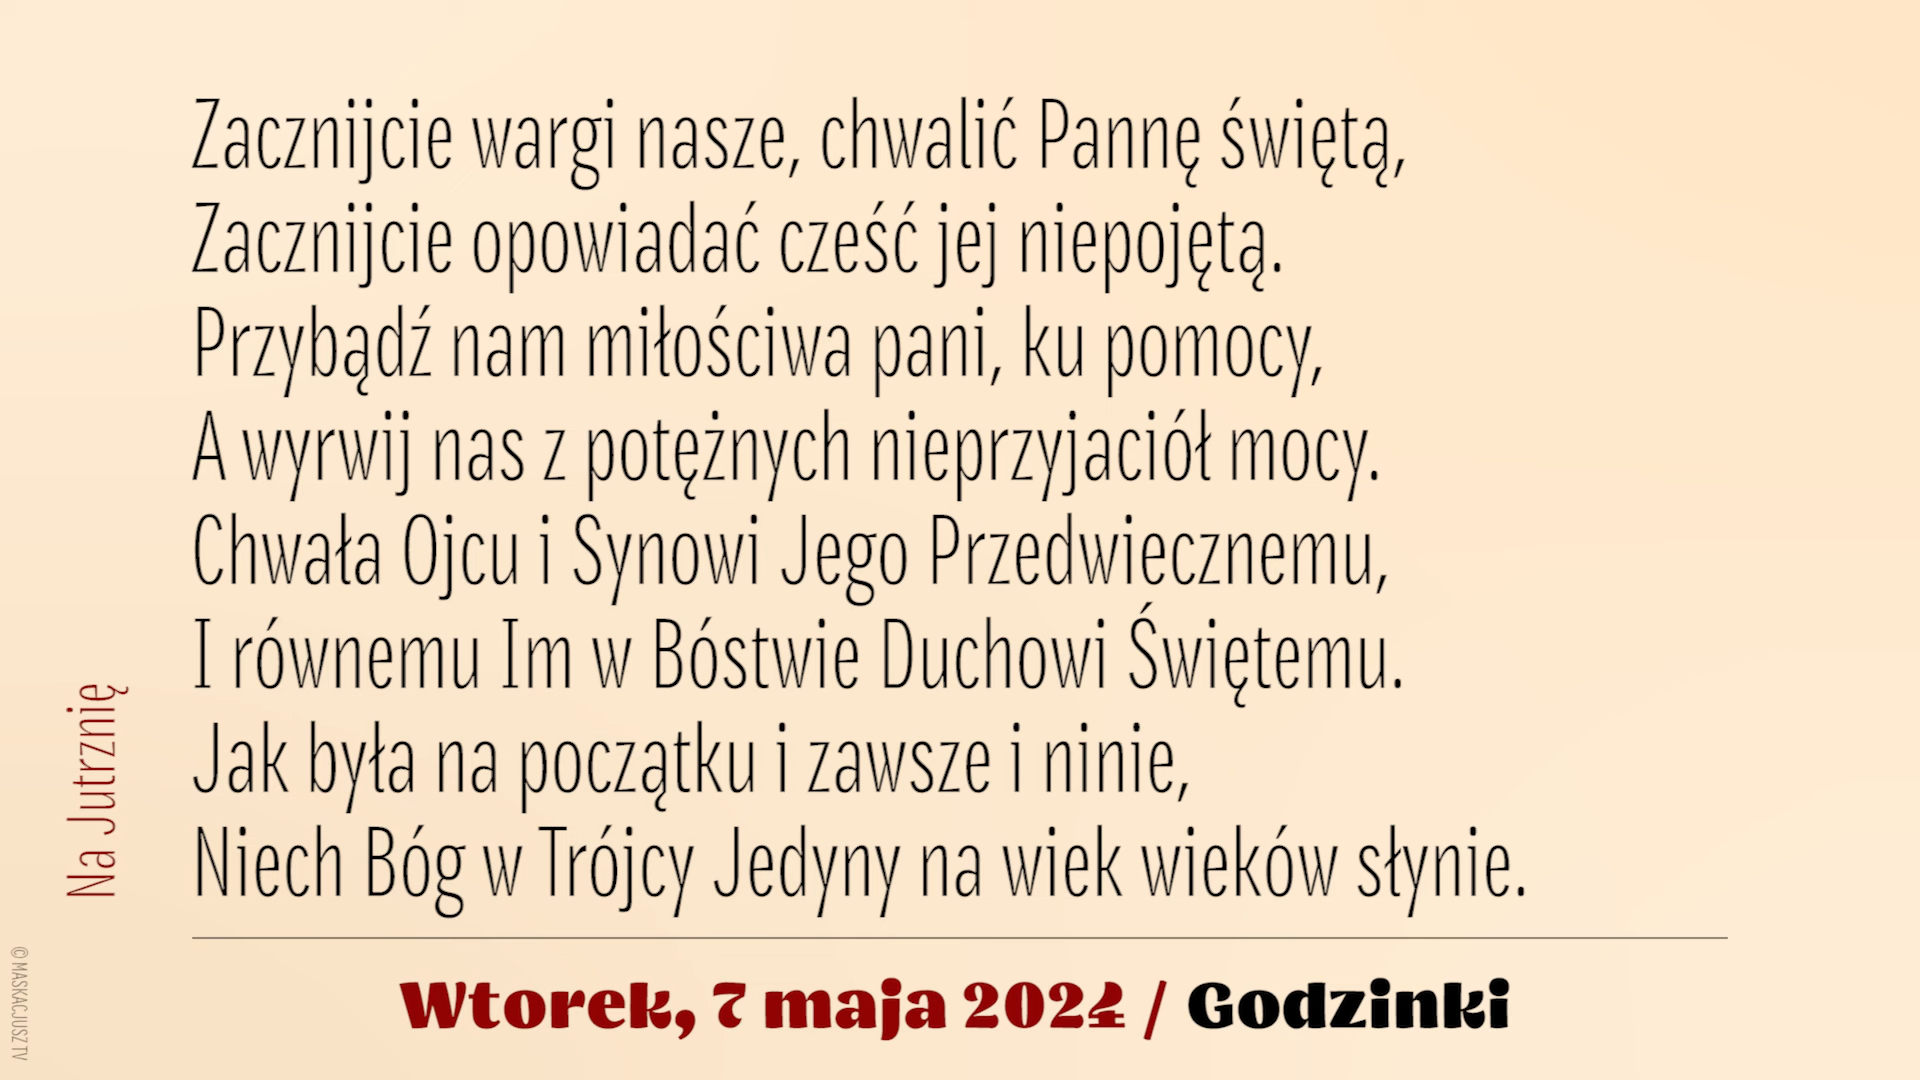 Zacznijcie wargi nasze, chwalić Pannę świętą,
Zacznijcie opowiadać cześć jej niepojętą.
Przybądź nam miłościwa pani, ku pomocy,
A wyrwij nas z potężnych nieprzyjaciół mocy.
Chwała Ojcu i Synowi Jego Przedwiecznemu,
I równemu Im w Bóstwie Duchowi Świętemu.
Jak była na początku i zawsze i ninie,
Niech Bóg w Trójcy Jedyny na wiek wieków słynie.
Na Jutrznię
Wtorek, 7 maja 2024 / Godzinki
© MASKACJUSZ TV